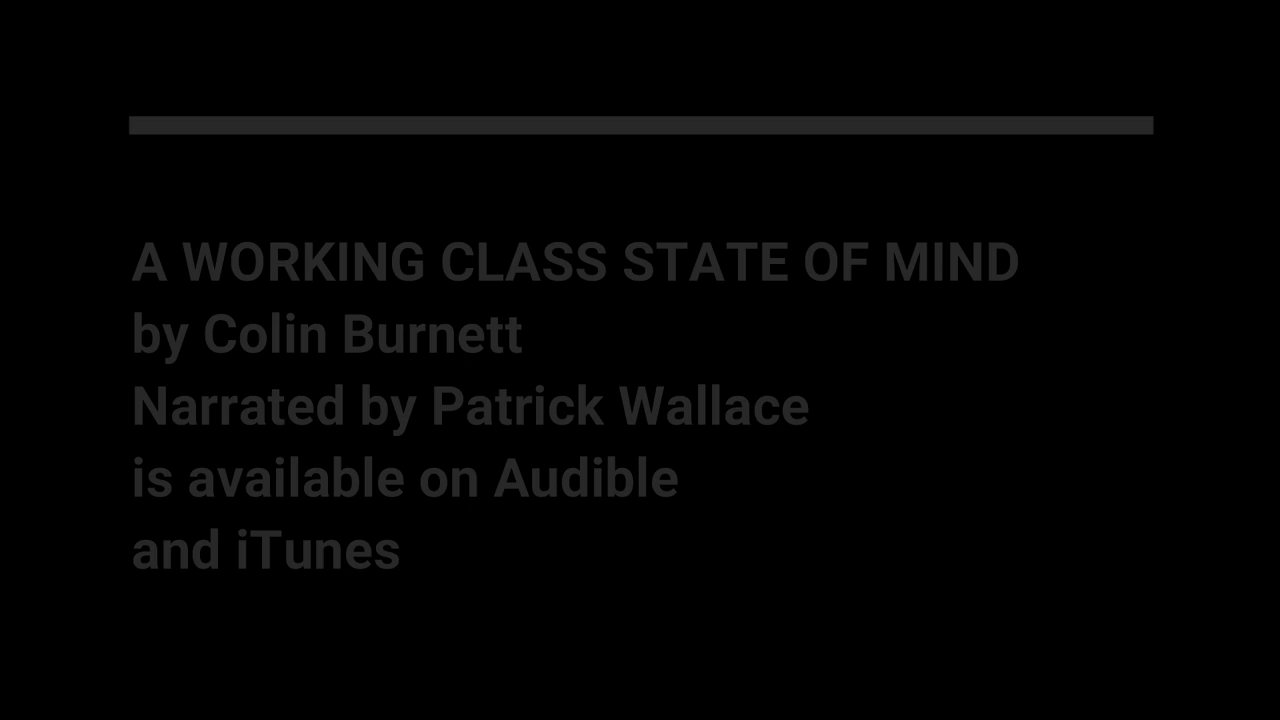 A WORKING CLASS STATE OF MIND
by Colin Burnett
Narrated by Patrick Wallace
is available on Audible
and iTunes